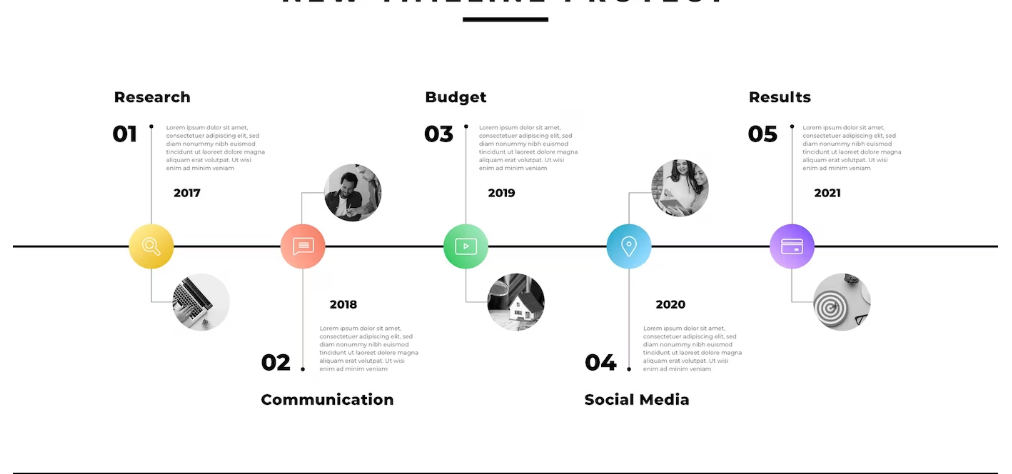 NEW TIMELINE PROYECT
Research
01
Lorem ipsum dolor sit amet,
consectetuer adipiscing elit, sed
diam nonummy nibh euismod
tincidunt ut laoreet dolore magna
aliquam erat volutpat. Ut wisi
enim ad minim veniam
2017
2018
Lorem ipsum dolor sit amet,
consectetuer adipiscing elit, sed
diam nonummy nibh euismod
tincidunt ut laoreet dolore magna
aliquam erat volutpat. Ut wisi
enim ad minim veniam
02
Communication
Budget
03
Lorem ipsum dolor sit amet,
consectetuer adipiscing elit, sed
diam nonummy nibh euismod
tincidunt ut laoreet dolore magna
aliquam erat volutpat. Ut wisi
enim ad minim veniam
2019
2020
Lorem ipsum dolor sit amet,
consectetuer adipiscing elit, sed
diam nonummy nibh euismod
tincidunt ut laoreet dolore magna
aliquam erat volutpat. Ut wisi
enim ad minim veniam
04
Social Media
Results
05
Lorem ipsum dolor sit amet,
consectetuer adipiscing elit, sed
diam nonummy nibh euismod
tincidunt ut laoreet dolore magna
aliquam erat volutpat. Ut wisi
enim ad minim veniam
2021